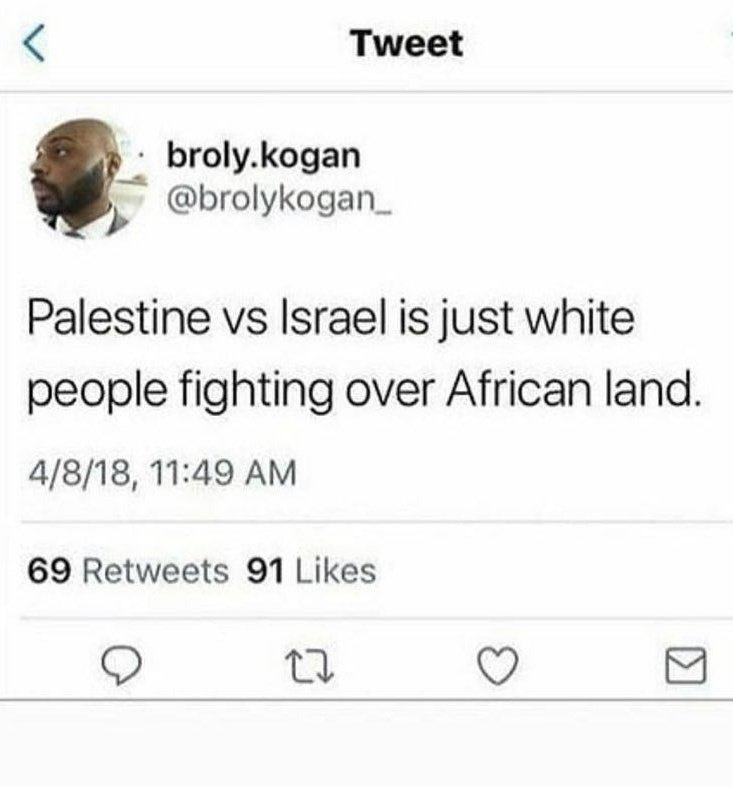 Tweet
broly.kogan
@brolykogan_
Palestine vs Israel is just white
people fighting over African land.
4/8/18, 11:49 AM
69 Retweets 91 Likes